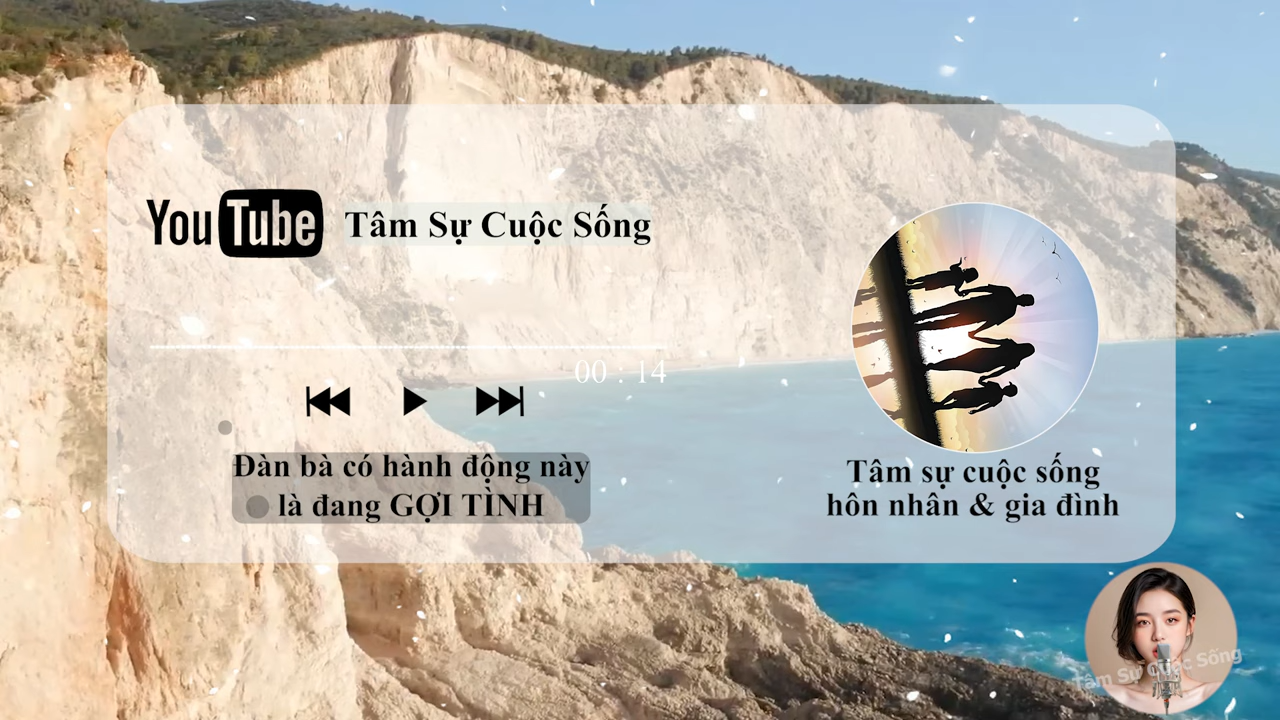 YouTube
Tâm Sự Cuộc Sống
00 : 14
Đàn bà có hành động này
là đang GỢI TÌNH
Tâm sự cuộc sống
hôn nhân & gia đình
Tâm Sự Cuộc Sống